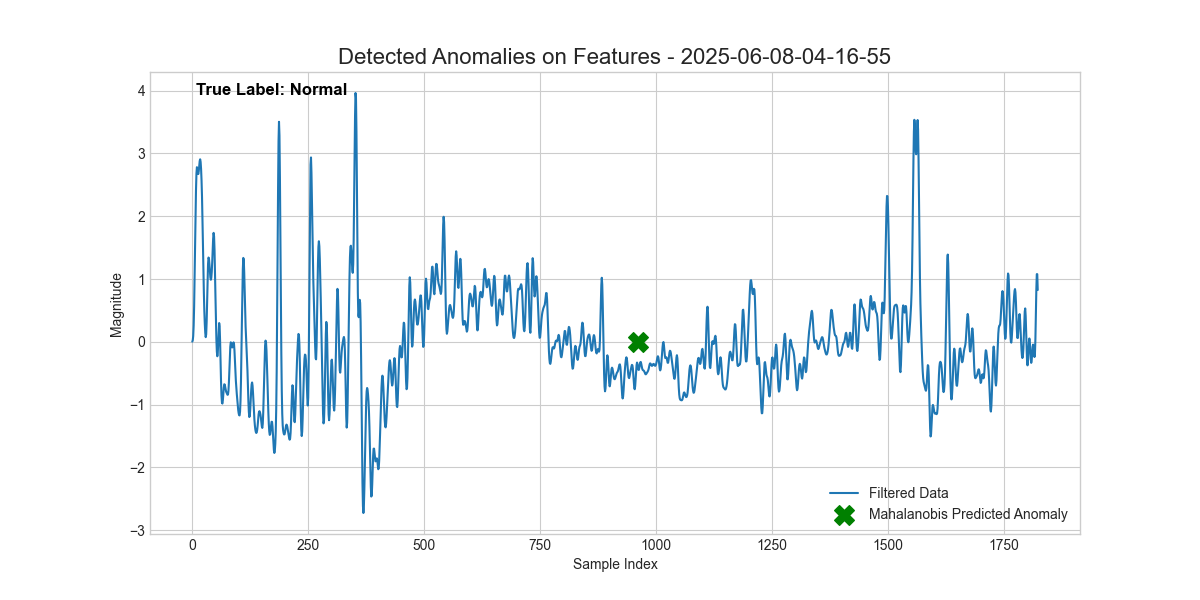 Detected Anomalies on Features - 2025-06-08-04-16-55
True Label: Normal
4
3
2
1
0
−1
−2
−3
Magnitude
0 250 500 750 1000 1250 1500 1750
Sample Index
Filtered Data
Mahalanobis Predicted Anomaly